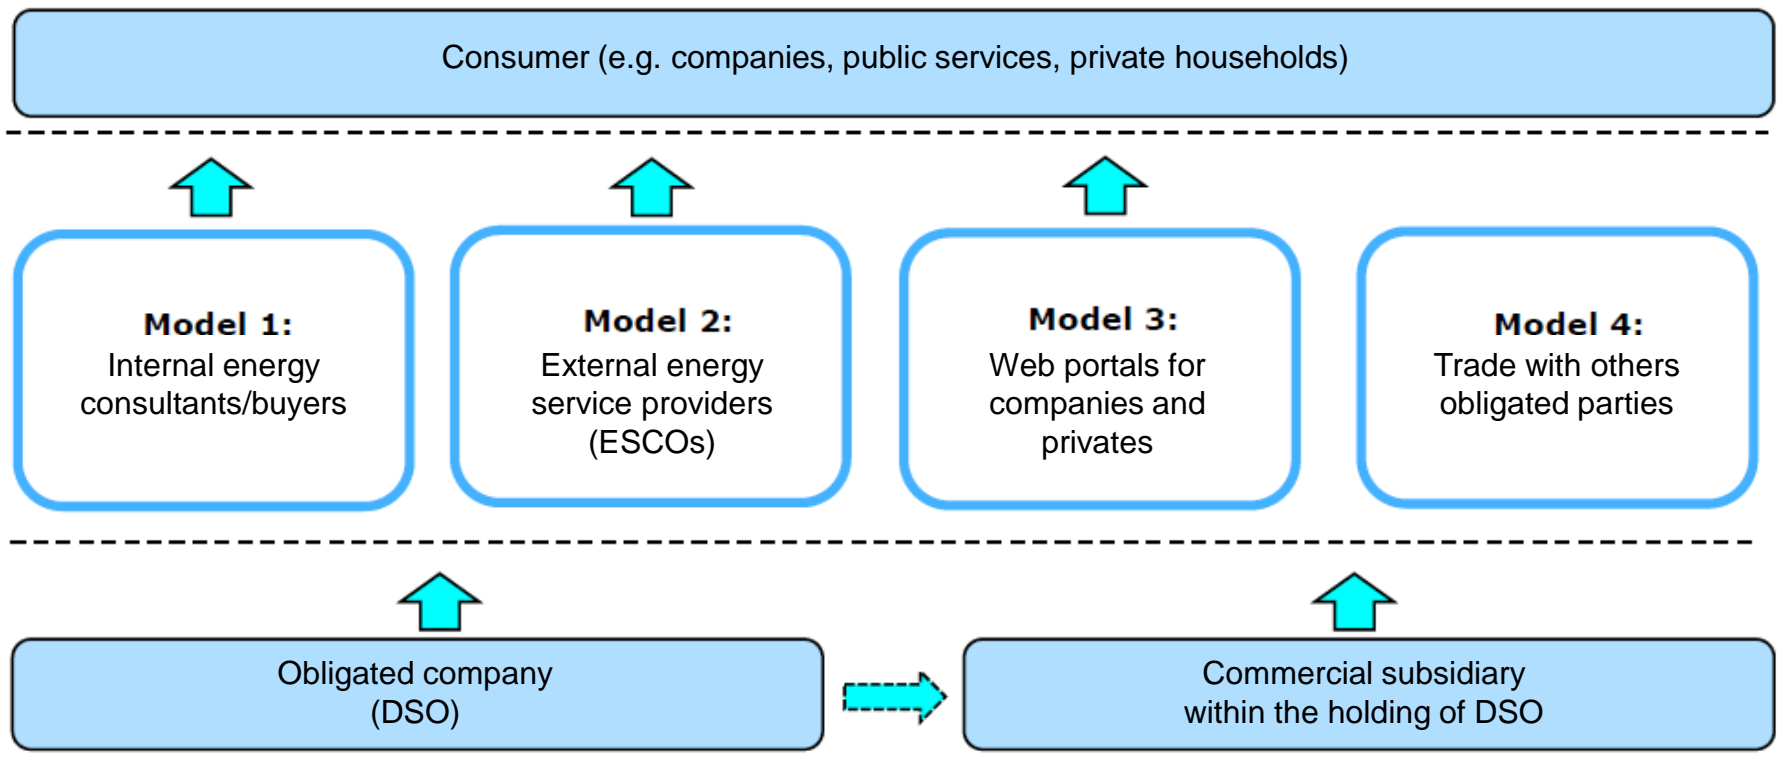 Consumer (e.g. companies, public services, private households)
Model 1:
Internal energy
consultants/buyers
Model 2:
External energy
service providers
(ESCOs)
Model 3:
Web portals for
companies and
privates
Model 4:
Trade with others
obligated parties
Obligated company
(DSO)
Commercial subsidiary
within the holding of DSO